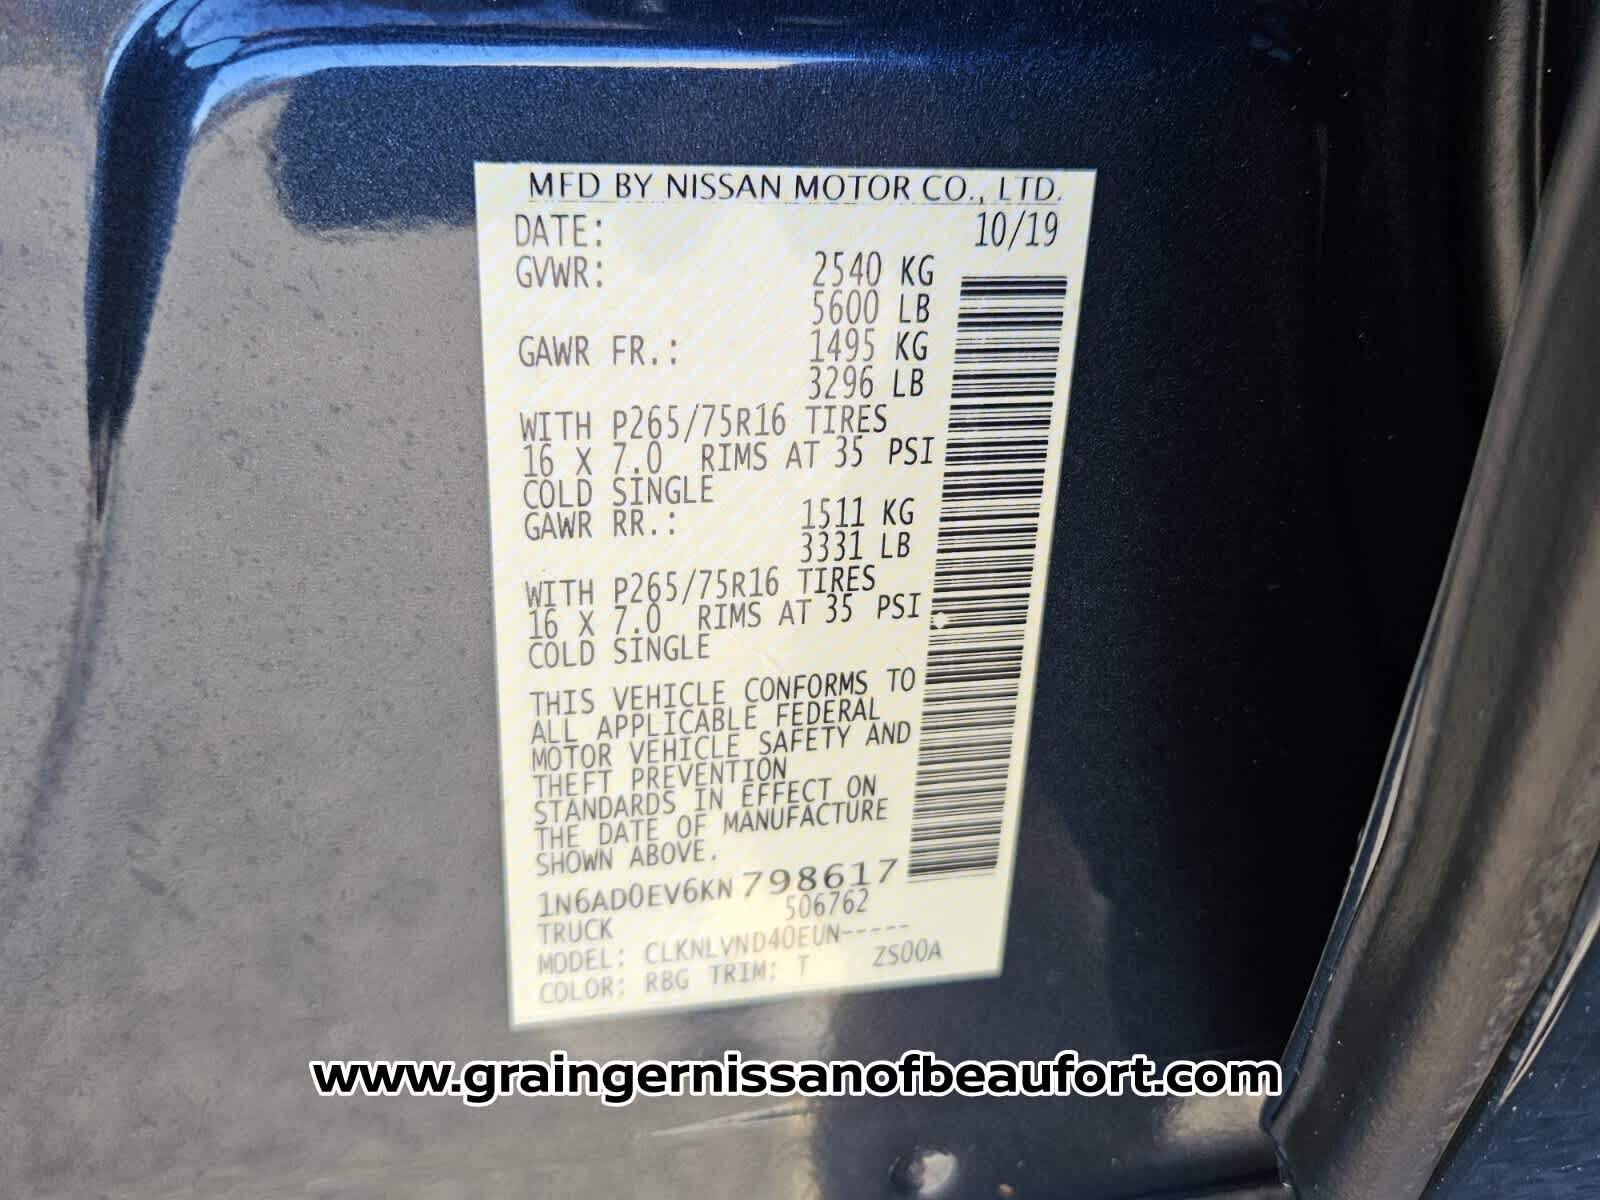 MFD BY NISSAN MOTOR CO., LTD.
DATE: 10/19
GVWR: 2540 KG
5600 LB
GAWR FR.: 1495 KG
3296 LB
WITH P265/75R16 TIRES
16 X 7.0 RIMS AT 35 PSI
COLD SINGLE
GAWR RR.: 1511 KG
3331 LB
WITH P265/75R16 TIRES
16 X 7.0 RIMS AT 35 PSI
COLD SINGLE
THIS VEHICLE CONFORMS TO
ALL APPLICABLE FEDERAL
MOTOR VEHICLE SAFETY AND
THEFT PREVENTION
STANDARDS IN EFFECT ON
THE DATE OF MANUFACTURE
SHOWN ABOVE.
1N6AD0EV6KN798617
TRUCK 506762
MODEL: CLKNLVND40EUN-----
COLOR: RBG TRIM: T ZS00A
www.graingernissanofbeaufort.com